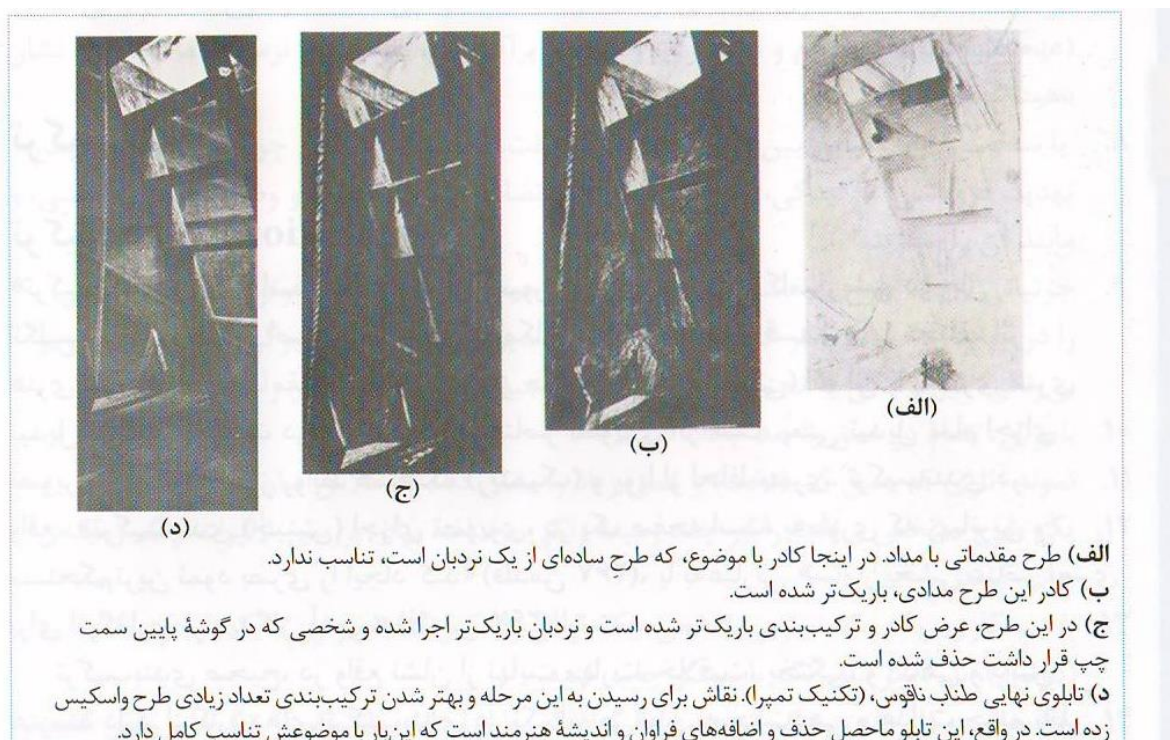 (الف)
(ب)
(ج)
(د)
الف) طرح مقدماتی با مداد. در اینجا کادر با موضوع، که طرح ساده‌ای از یک نردبان است، تناسب ندارد.
ب) کادر این طرح مدادی، باریک‌تر شده است.
ج) در این طرح، عرض کادر و ترکیب‌بندی باریک‌تر شده است و نردبان باریک‌تر اجرا شده و شخصی که در گوشهٔ پایین سمت
چپ قرار داشت حذف شده است.
د) تابلوی نهایی طناب ناقوس، (تکنیک تمپرا). نقاش برای رسیدن به این مرحله و بهتر شدن ترکیب‌بندی تعداد زیادی طرح و اسکیس
زده است. در واقع، این تابلو ماحصل حذف و اضافه‌های فراوان و اندیشهٔ هنرمند است که این‌بار با موضوعش تناسب کامل دارد.